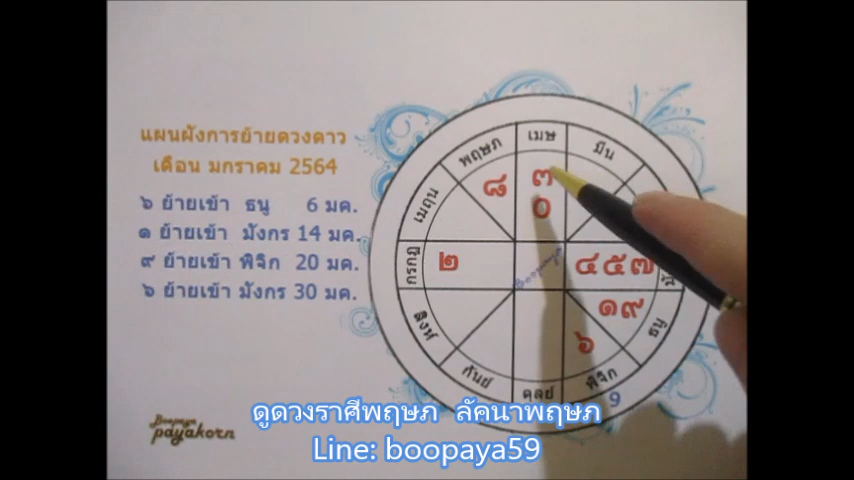 แผนผังการย้ายดวงดาว
เดือน มกราคม 2564
๖ ย้ายเข้า ธนู 6 มค.
๑ ย้ายเข้า มังกร 14 มค.
๙ ย้ายเข้า พิจิก 20 มค.
๖ ย้ายเข้า มังกร 30 มค.
พฤษภ
เมษ
มีน
เมถุน
๘
๓
๐
กรกฎ
๒
๔๕๗
๑๙
ธนู
สิงห์
๖
กันย์
ตุลย์
พิจิก
9
Boopaya
payakorn
ดูดวงราศีพฤษภ ลัคนาพฤษภ
Line: boopaya59